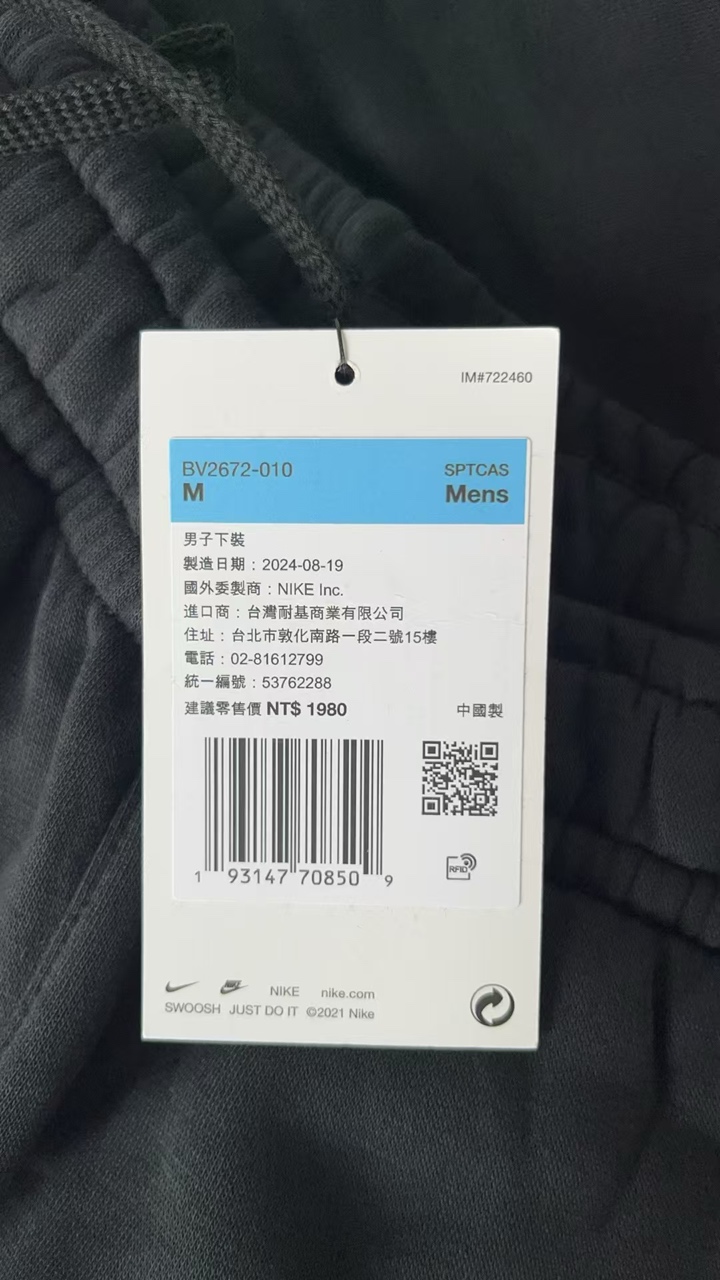 IM#722460
BV2672-010 SPTCAS
M Mens
男子下裝
製造日期：2024-08-19
國外委製商：NIKE Inc.
進口商：台灣耐基商業有限公司
住址：台北市敦化南路一段二號15樓
電話：02-81612799
統一編號：53762288
建議零售價 NT$ 1980 中國製
1 93147 70850 9
RFID
NIKE nike.com
SWOOSH JUST DO IT ©2021 Nike